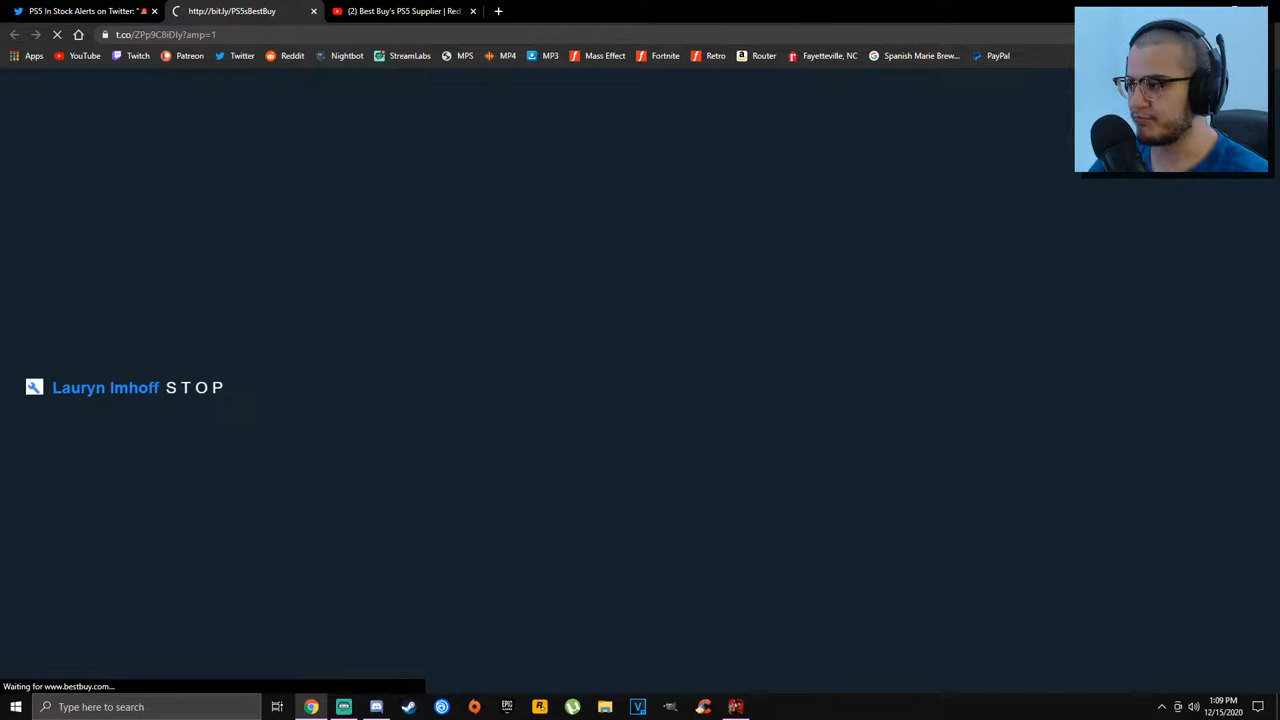 PS5 In Stock Alerts on Twitter: "
http://bit.ly/PS5sBestBuy
(2) Best Buy's PS5 Supplier | Red
t.co/ZPp9C8iDIy?amp=1
Apps YouTube Twitch Patreon Twitter Reddit Nightbot StreamLabs MPS MP4 MP3 Mass Effect Fortnite Retro Router Fayetteville, NC Spanish Marie Brew... PayPal
Lauryn Imhoff S T O P
Waiting for www.bestbuy.com...
Type here to search
1:09 PM
12/15/2020